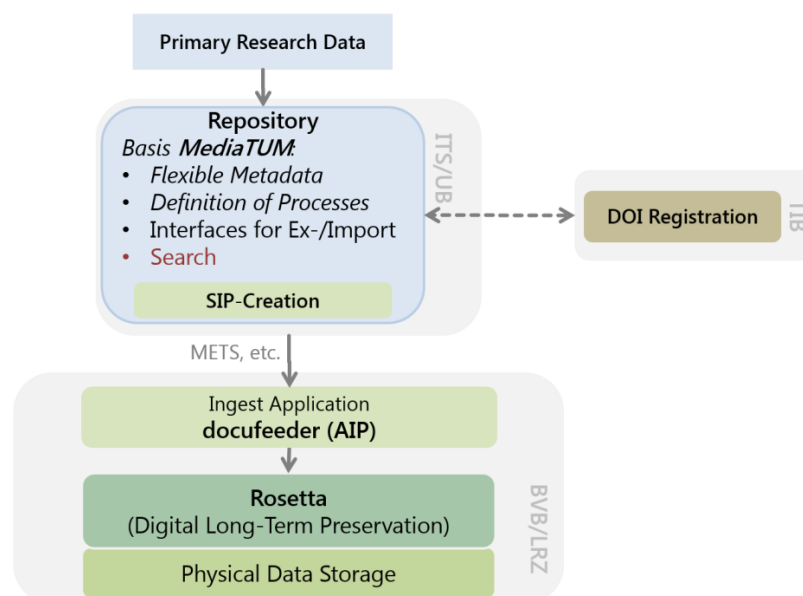 Primary Research Data
Repository
Basis MediaTUM:
• Flexible Metadata
• Definition of Processes
• Interfaces for Ex-/Import
• Search
SIP-Creation
ITS/UB
DOI Registration
TIB
METS, etc.
Ingest Application
docufeeder (AIP)
Rosetta
(Digital Long-Term Preservation)
Physical Data Storage
BVB/LRZ